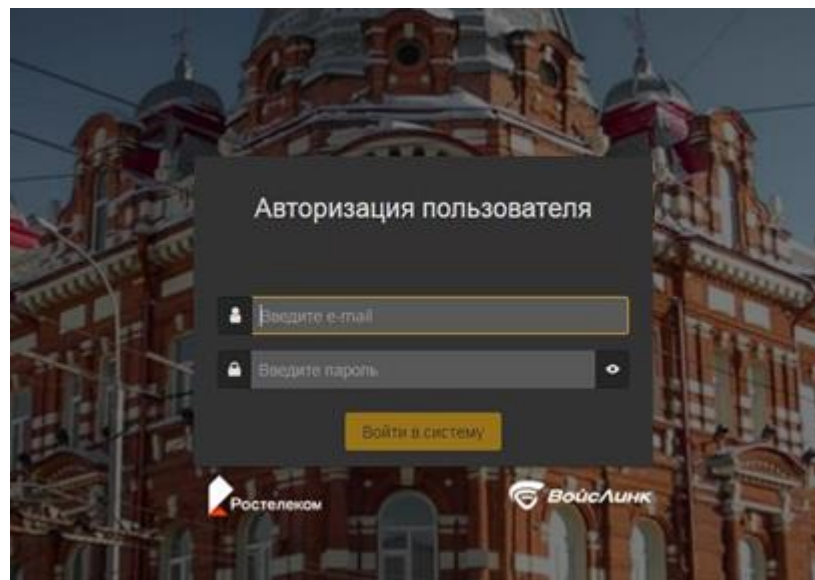 Авторизация пользователя
Введите e-mail
Введите пароль
Войти в систему
Ростелеком
ВойсЛинк